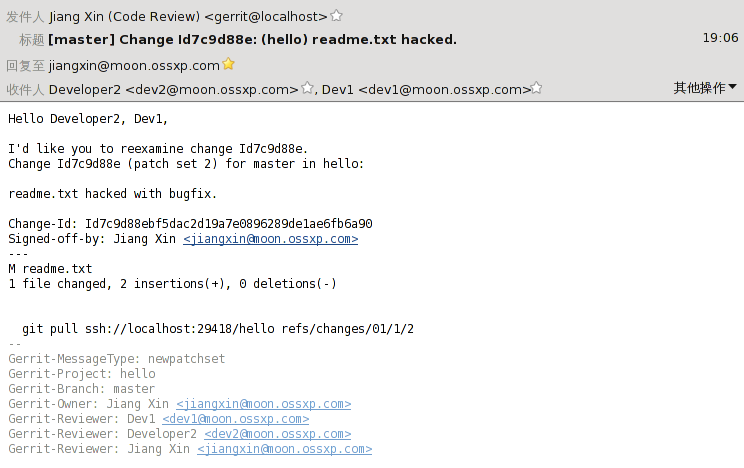 发件人 Jiang Xin (Code Review) <gerrit@localhost>
标题 [master] Change Id7c9d88e: (hello) readme.txt hacked.
19:06
回复至 jiangxin@moon.ossxp.com
收件人 Developer2 <dev2@moon.ossxp.com>, Dev1 <dev1@moon.ossxp.com>
其他操作
Hello Developer2, Dev1,
I'd like you to reexamine change Id7c9d88e.
Change Id7c9d88e (patch set 2) for master in hello:
readme.txt hacked with bugfix.
Change-Id: Id7c9d88ebf5dac2d19a7e0896289de1ae6fb6a90
Signed-off-by: Jiang Xin <jiangxin@moon.ossxp.com>
---
M readme.txt
1 file changed, 2 insertions(+), 0 deletions(-)
git pull ssh://localhost:29418/hello refs/changes/01/1/2
--
Gerrit-MessageType: newpatchset
Gerrit-Project: hello
Gerrit-Branch: master
Gerrit-Owner: Jiang Xin <jiangxin@moon.ossxp.com>
Gerrit-Reviewer: Dev1 <dev1@moon.ossxp.com>
Gerrit-Reviewer: Developer2 <dev2@moon.ossxp.com>
Gerrit-Reviewer: Jiang Xin <jiangxin@moon.ossxp.com>